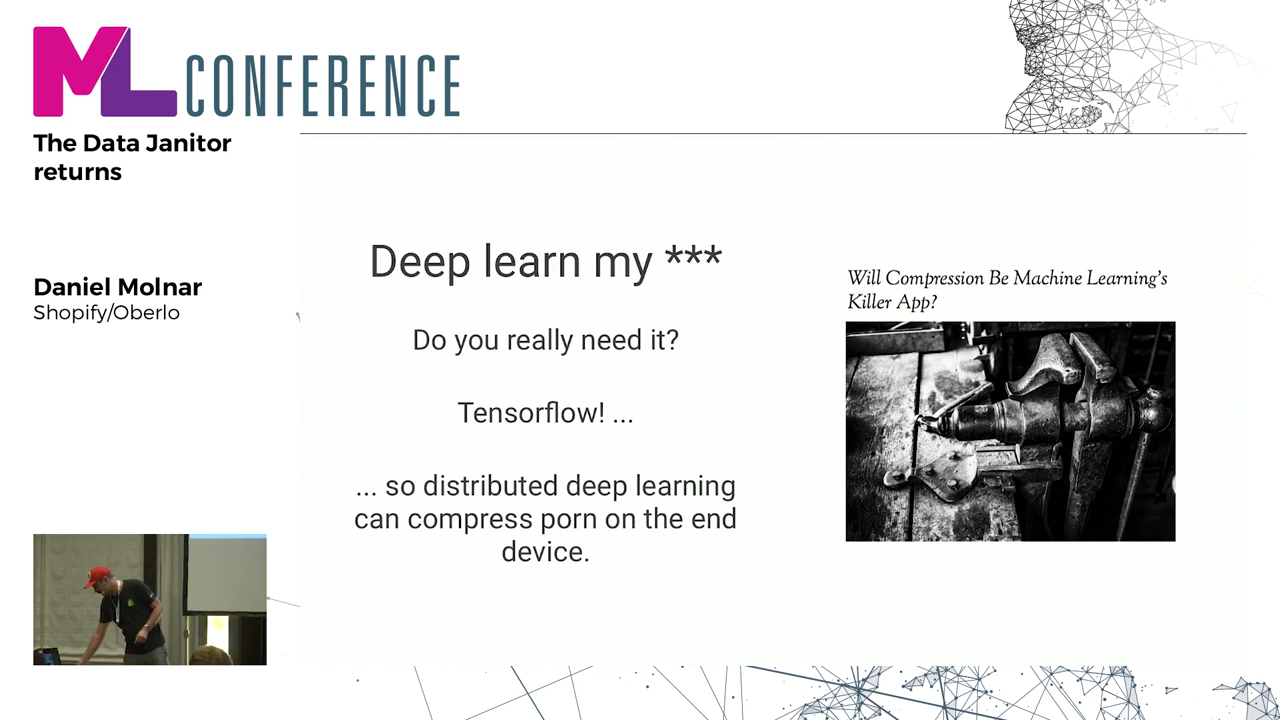 ML CONFERENCE
The Data Janitor
returns
Daniel Molnar
Shopify/Oberlo
Deep learn my ***
Do you really need it?
Tensorflow! ...
... so distributed deep learning
can compress porn on the end
device.
Will Compression Be Machine Learning's
Killer App?